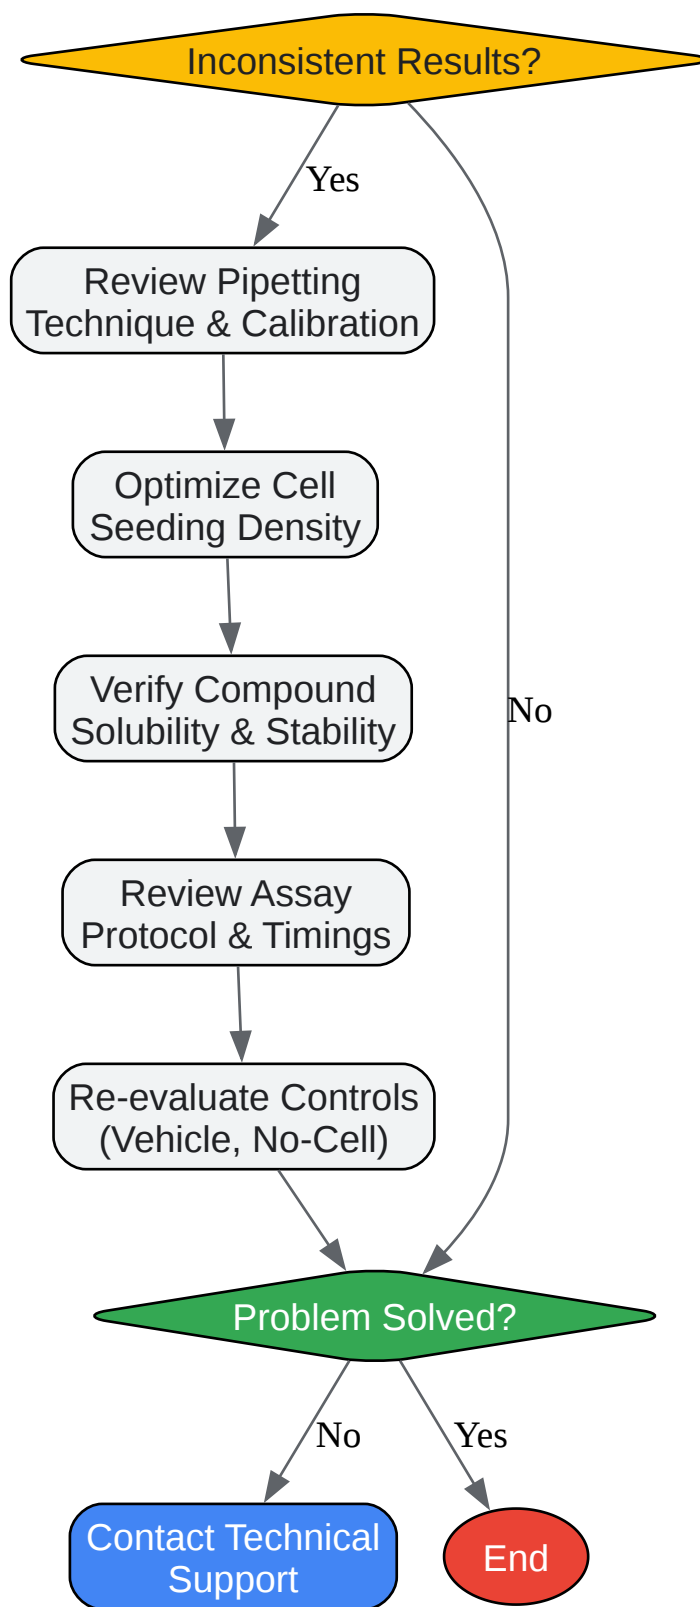 Inconsistent Results?
Yes
Review Pipetting
Technique & Calibration
Optimize Cell
Seeding Density
Verify Compound
Solubility & Stability
No
Review Assay
Protocol & Timings
Re-evaluate Controls
(Vehicle, No-Cell)
Problem Solved?
No
Yes
Contact Technical
Support
End